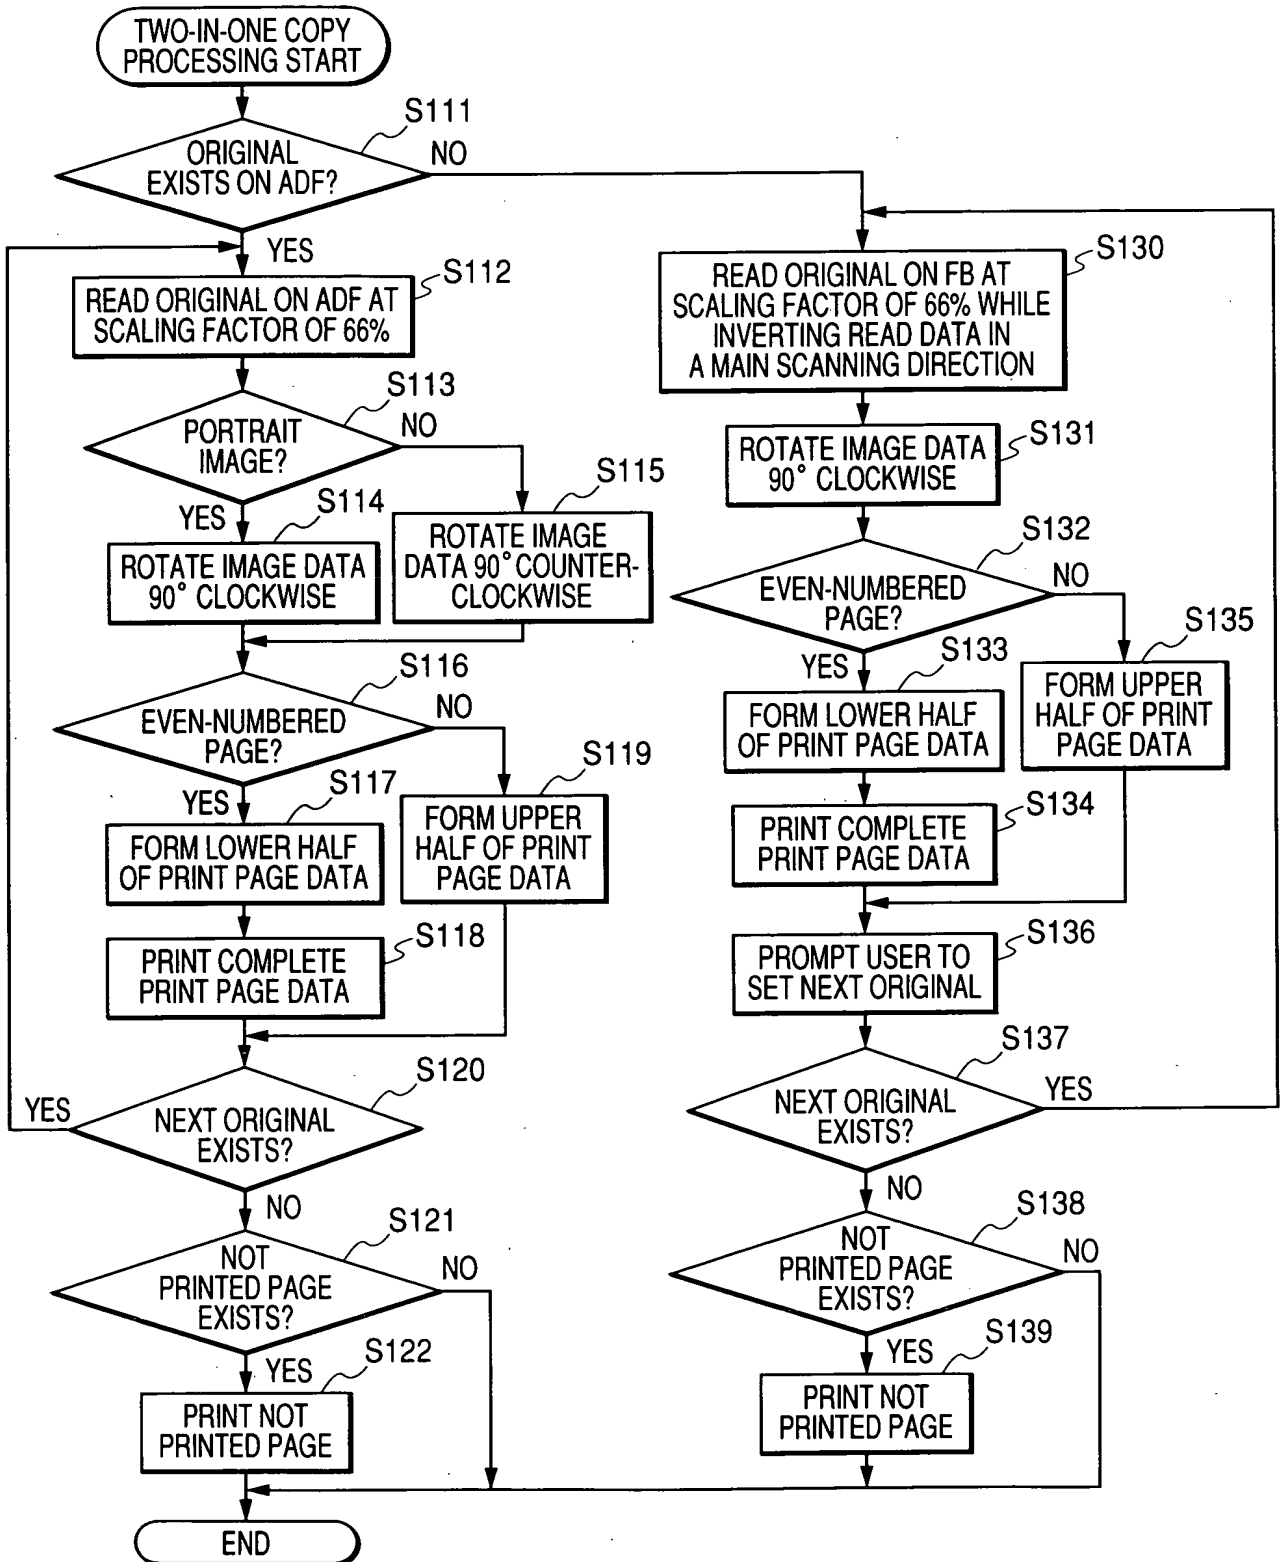 TWO-IN-ONE COPY
PROCESSING START
S111
ORIGINAL
EXISTS ON ADF?
NO
YES
S112
READ ORIGINAL ON ADF AT
SCALING FACTOR OF 66%
S113
PORTRAIT
IMAGE?
NO
YES
S114
ROTATE IMAGE DATA
90° CLOCKWISE
S115
ROTATE IMAGE
DATA 90° COUNTER-
CLOCKWISE
S116
EVEN-NUMBERED
PAGE?
NO
YES
S117
FORM LOWER HALF
OF PRINT PAGE DATA
S119
FORM UPPER
HALF OF PRINT
PAGE DATA
S118
PRINT COMPLETE
PRINT PAGE DATA
S120
YES
NEXT ORIGINAL
EXISTS?
NO
S121
NOT
PRINTED PAGE
EXISTS?
NO
YES
S122
PRINT NOT
PRINTED PAGE
END
S130
READ ORIGINAL ON FB AT
SCALING FACTOR OF 66% WHILE
INVERTING READ DATA IN
A MAIN SCANNING DIRECTION
S131
ROTATE IMAGE DATA
90° CLOCKWISE
S132
EVEN-NUMBERED
PAGE?
NO
YES
S133
FORM LOWER HALF
OF PRINT PAGE DATA
S135
FORM UPPER
HALF OF PRINT
PAGE DATA
S134
PRINT COMPLETE
PRINT PAGE DATA
S136
PROMPT USER TO
SET NEXT ORIGINAL
S137
NEXT ORIGINAL
EXISTS?
YES
NO
S138
NOT
PRINTED PAGE
EXISTS?
NO
YES
S139
PRINT NOT
PRINTED PAGE